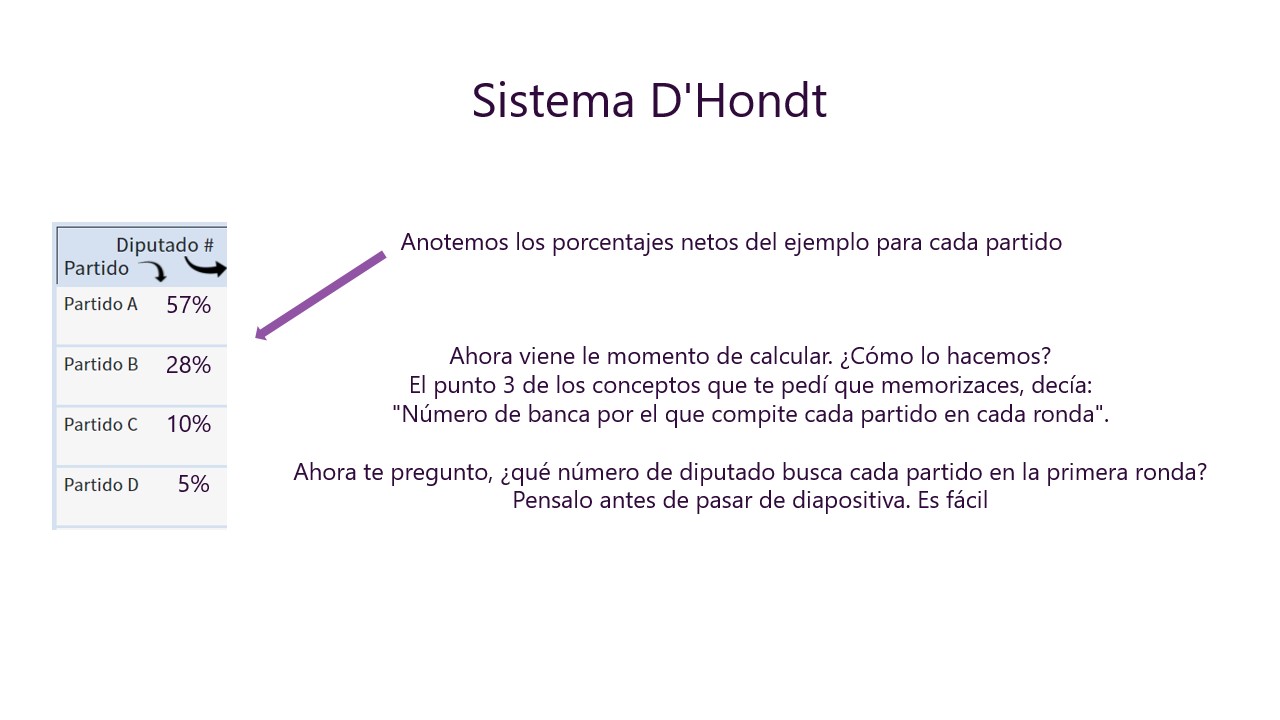 Sistema D'Hondt
Diputado #
Partido
Partido A 57%
Partido B 28%
Partido C 10%
Partido D 5%
Anotemos los porcentajes netos del ejemplo para cada partido
Ahora viene le momento de calcular. ¿Cómo lo hacemos?
El punto 3 de los conceptos que te pedí que memorizaces, decía:
"Número de banca por el que compite cada partido en cada ronda".
Ahora te pregunto, ¿qué número de diputado busca cada partido en la primera ronda?
Pensalo antes de pasar de diapositiva. Es fácil